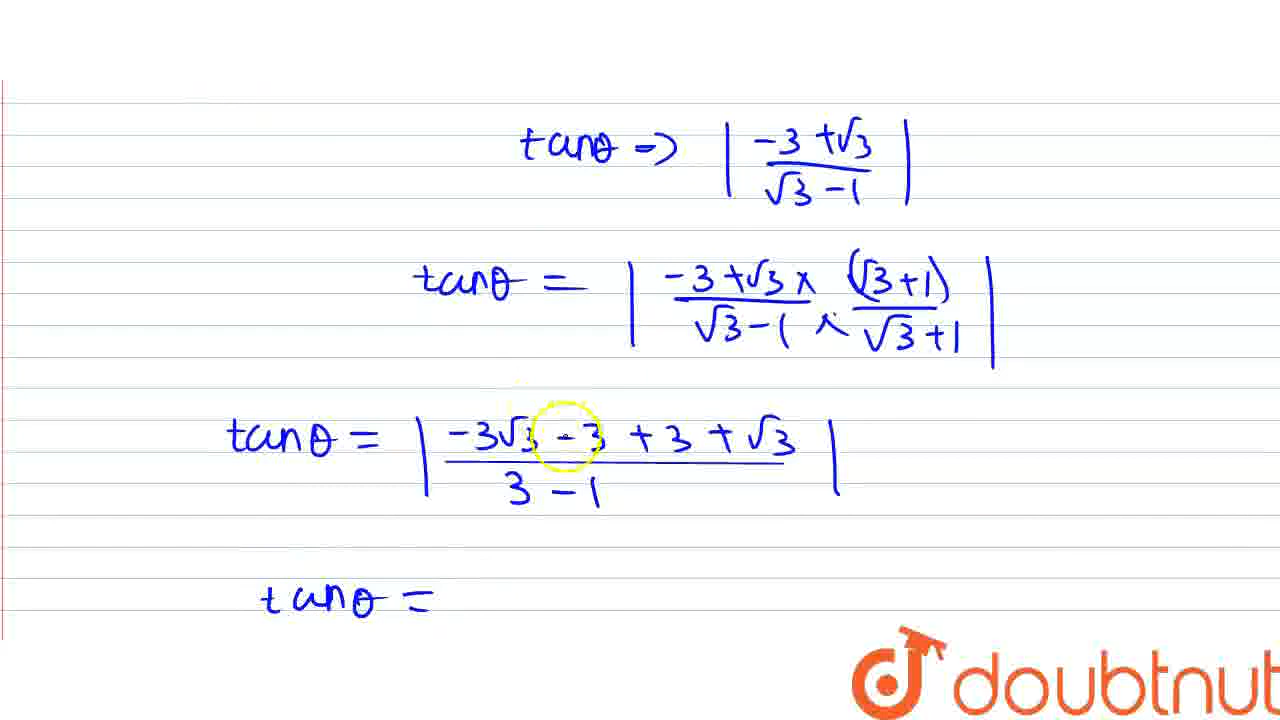 tanθ => | (-3 + √3) / (√3 - 1) |
tanθ = | (-3 + √3 × (√3 + 1)) / (√3 - 1 × √3 + 1) |
tanθ = | (-3√3 - 3 + 3 + √3) / (3 - 1) |
tanθ =
doubtnut